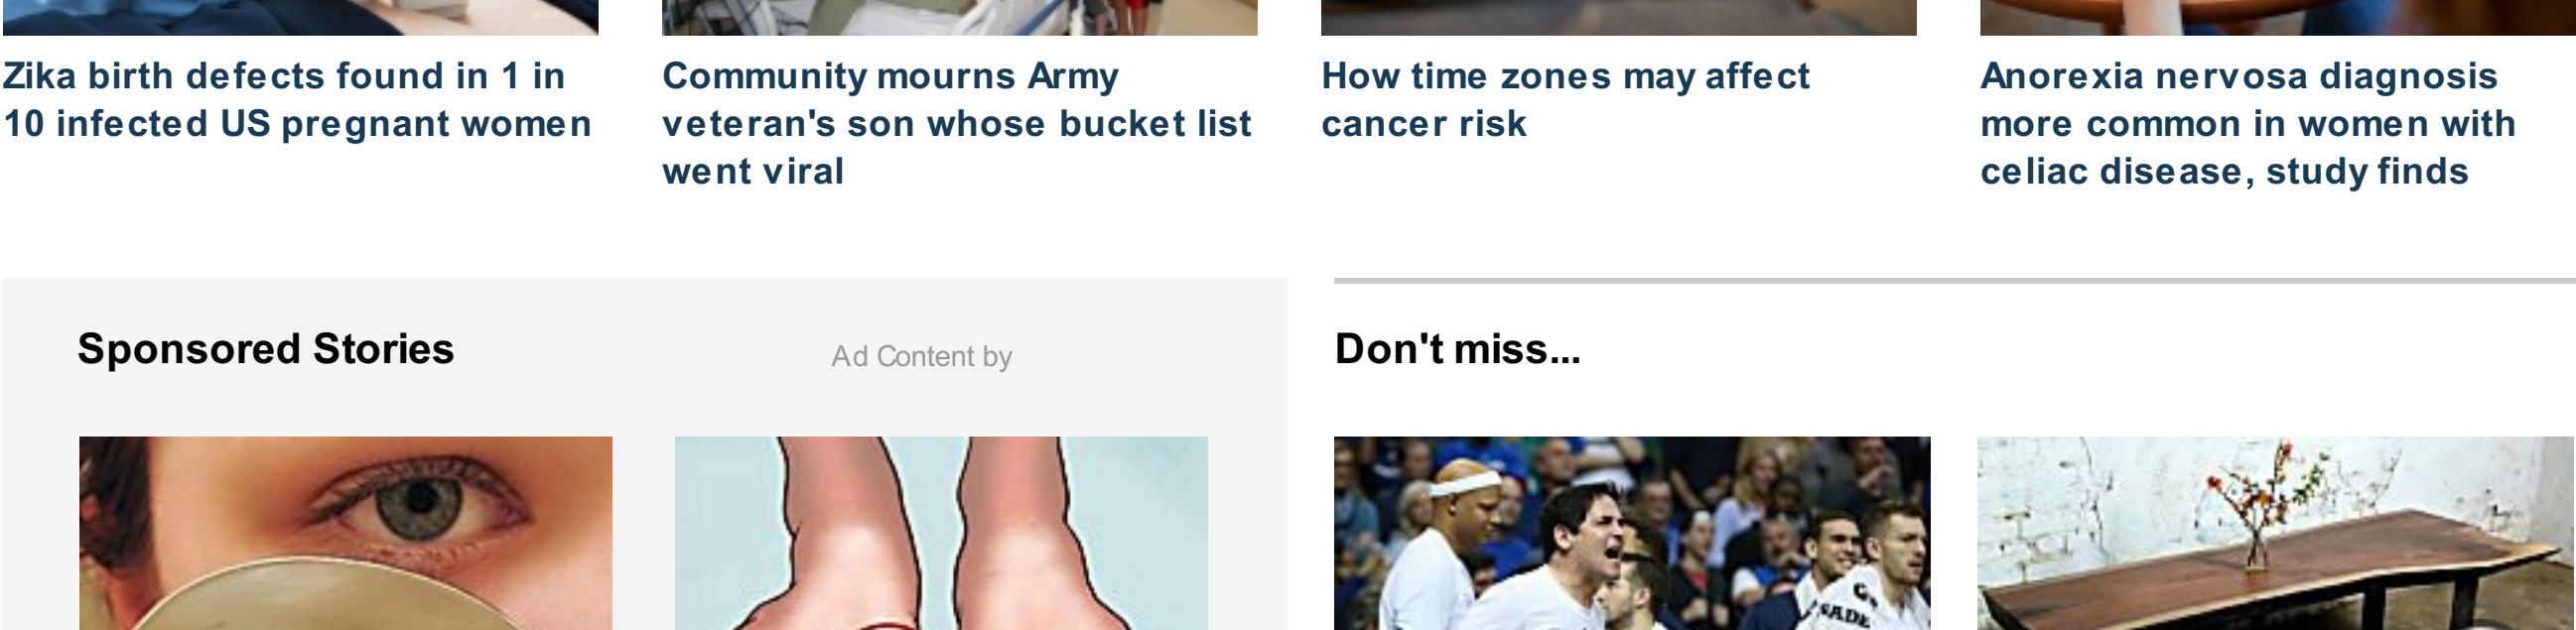 Zika birth defects found in 1 in
10 infected US pregnant women
Community mourns Army
veteran's son whose bucket list
went viral
How time zones may affect
cancer risk
Anorexia nervosa diagnosis
more common in women with
celiac disease, study finds
Sponsored Stories
Ad Content by
Don't miss...